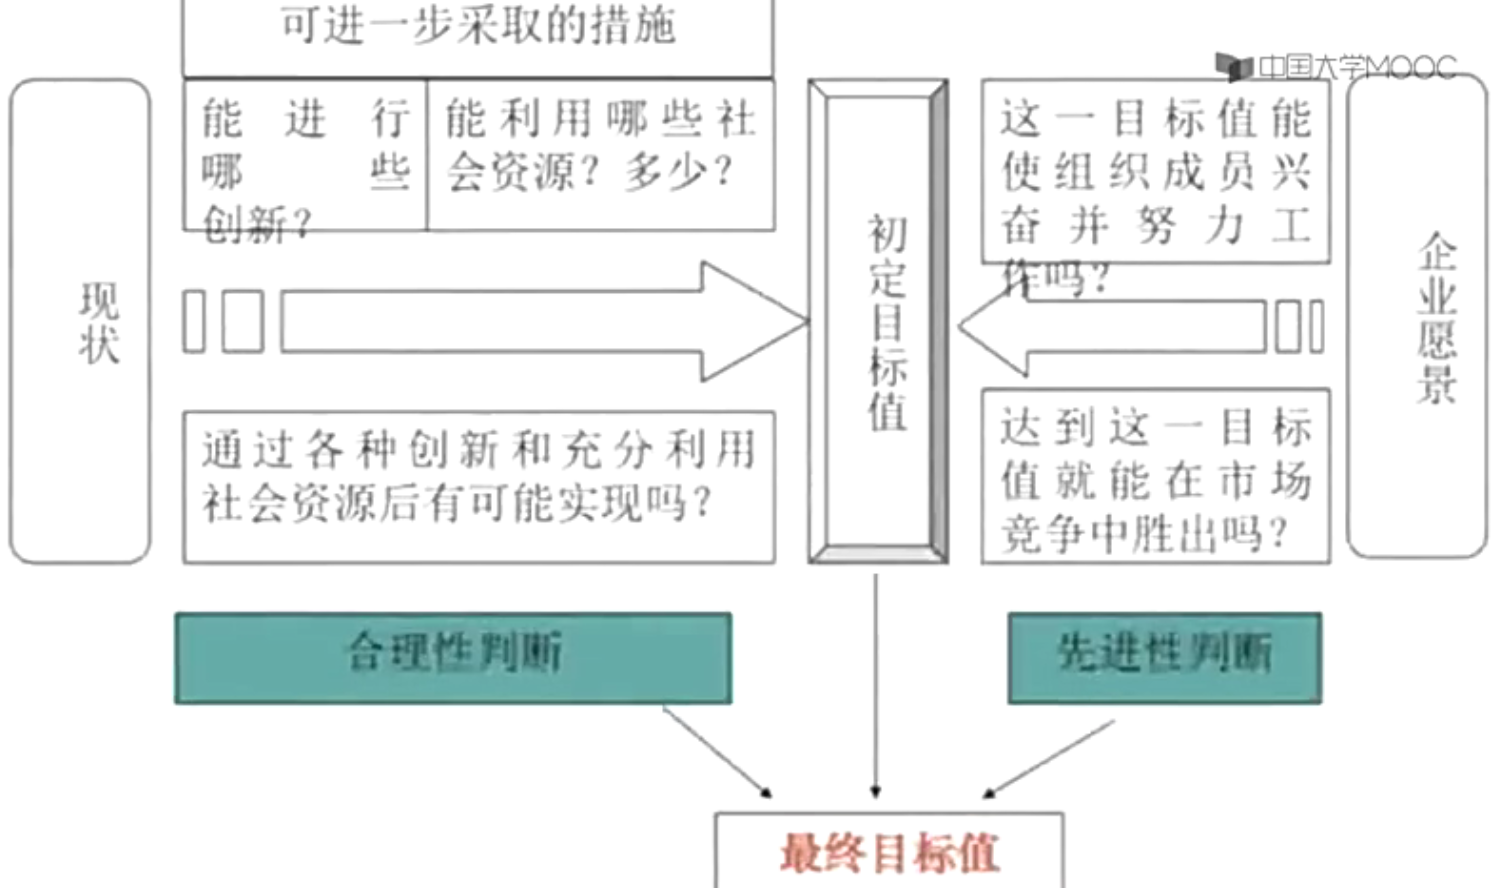 可进一步采取的措施
中国大学MOOC
能进行
哪些
创新?
能利用哪些社
会资源?多少?
这一目标值能
使组织成员兴
奋并努力工
作吗?
现
状
初
定
目
标
值
企
业
愿
景
通过各种创新和充分利用
社会资源后有可能实现吗?
达到这一目标
值就能在市场
竞争中胜出吗?
合理性判断
先进性判断
最终目标值